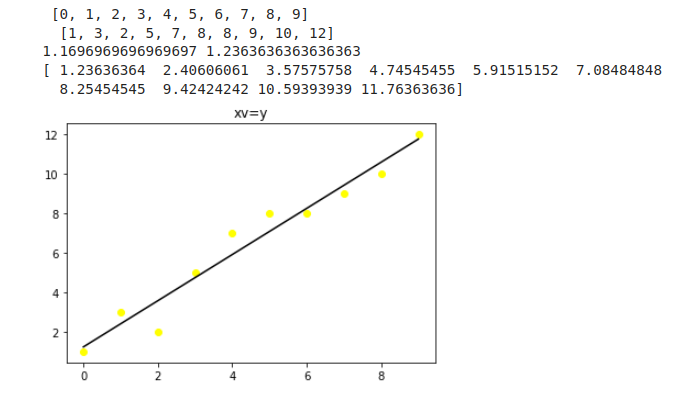 [0, 1, 2, 3, 4, 5, 6, 7, 8, 9]
[1, 3, 2, 5, 7, 8, 8, 9, 10, 12]
1.1696969696969697 1.2363636363636363
[ 1.23636364  2.40606061  3.57575758  4.74545455  5.91515152  7.08484848
8.25454545  9.42424242 10.59393939 11.76363636]
xv=y
12
10
8
6
4
2
0 2 4 6 8